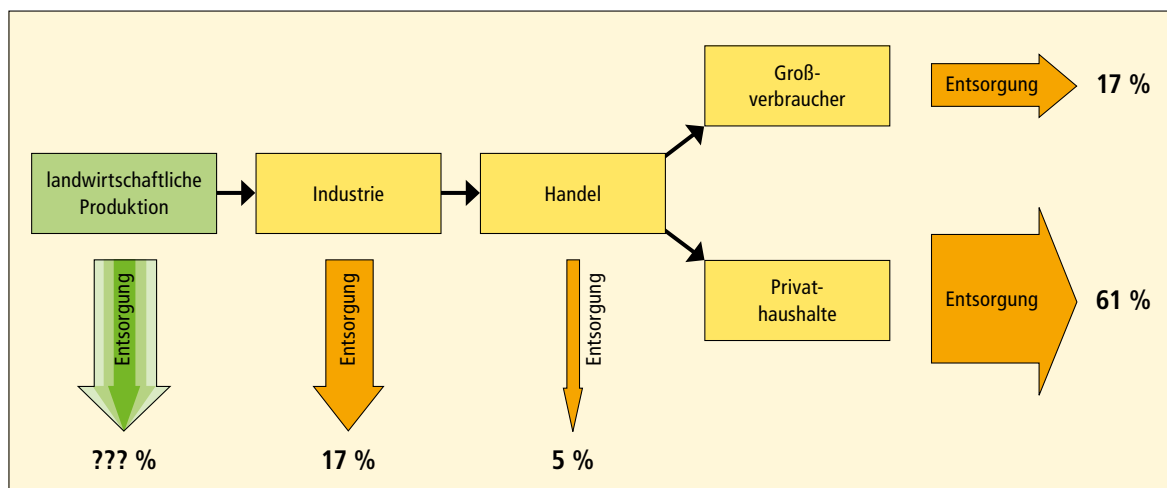 Groß-
verbraucher
Entsorgung
17 %
landwirtschaftliche
Produktion
Industrie
Handel
Privat-
haushalte
Entsorgung
61 %
Entsorgung
Entsorgung
Entsorgung
??? %
17 %
5 %